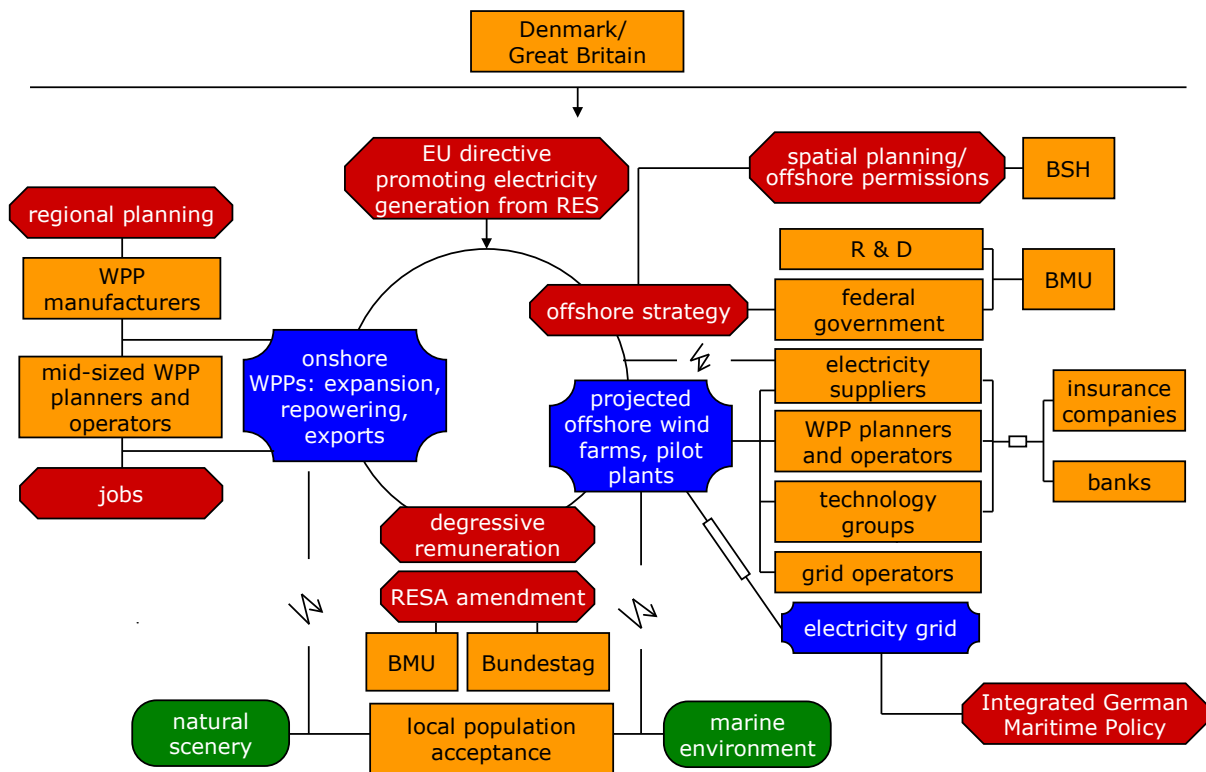 Denmark/
Great Britain
EU directive
promoting electricity
generation from RES
spatial planning/
offshore permissions
BSH
regional planning
R & D
BMU
WPP
manufacturers
offshore strategy
federal
government
onshore
WPPs: expansion,
repowering,
exports
mid-sized WPP
planners and
operators
electricity
suppliers
projected
offshore wind
farms, pilot
plants
insurance
companies
WPP planners
and operators
jobs
banks
technology
groups
degressive
remuneration
grid operators
RESA amendment
electricity grid
BMU
Bundestag
natural
scenery
local population
acceptance
marine
environment
Integrated German
Maritime Policy